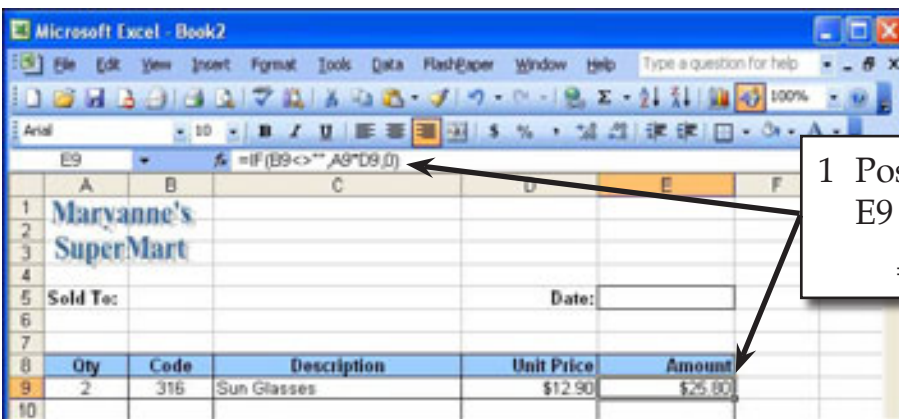 Microsoft Excel - Book2
File Edit View Insert Format Tools Data FlashPaper Window Help Type a question for help
100%
Arial 10 B I U $ % ,
E9 fx =IF(B9<>"",A9*D9,0)
A B C D E F
1 Maryanne's
2
3 SuperMart
4
5 Sold To: Date:
6
7
8 Qty Code Description Unit Price Amount
9 2 316 Sun Glasses $12.90 $25.80
10
1 Pos
E9